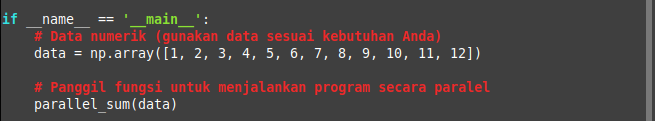 if __name__ == '__main__':
    # Data numerik (gunakan data sesuai kebutuhan Anda)
    data = np.array([1, 2, 3, 4, 5, 6, 7, 8, 9, 10, 11, 12])
    # Panggil fungsi untuk menjalankan program secara paralel
    parallel_sum(data)